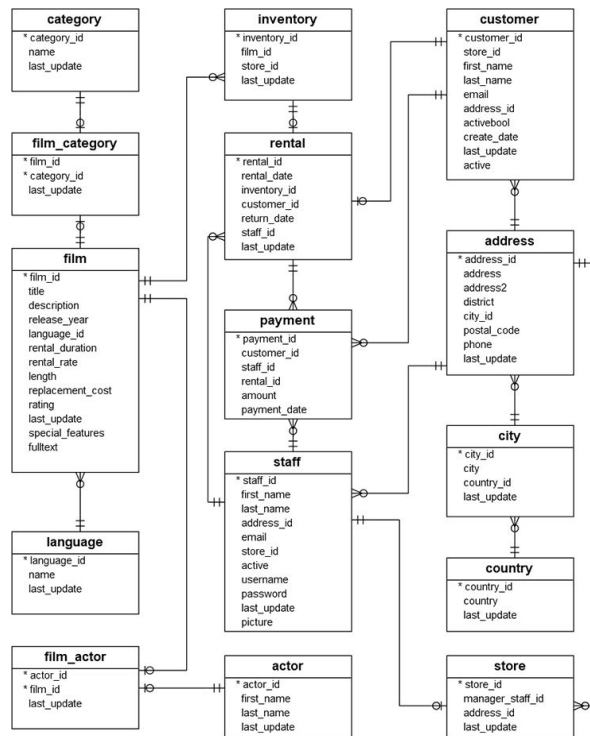 category
* category_id
name
last_update
film_category
* film_id
* category_id
last_update
film
* film_id
title
description
release_year
language_id
rental_duration
rental_rate
length
replacement_cost
rating
last_update
special_features
fulltext
language
* language_id
name
last_update
film_actor
* actor_id
* film_id
last_update
inventory
* inventory_id
film_id
store_id
last_update
rental
* rental_id
rental_date
inventory_id
customer_id
return_date
staff_id
last_update
payment
* payment_id
customer_id
staff_id
rental_id
amount
payment_date
staff
* staff_id
first_name
last_name
address_id
email
store_id
active
username
password
last_update
picture
actor
* actor_id
first_name
last_name
last_update
customer
* customer_id
store_id
first_name
last_name
email
address_id
activebool
create_date
last_update
active
address
* address_id
address
address2
district
city_id
postal_code
phone
last_update
city
* city_id
city
country_id
last_update
country
* country_id
country
last_update
store
* store_id
manager_staff_id
address_id
last_update